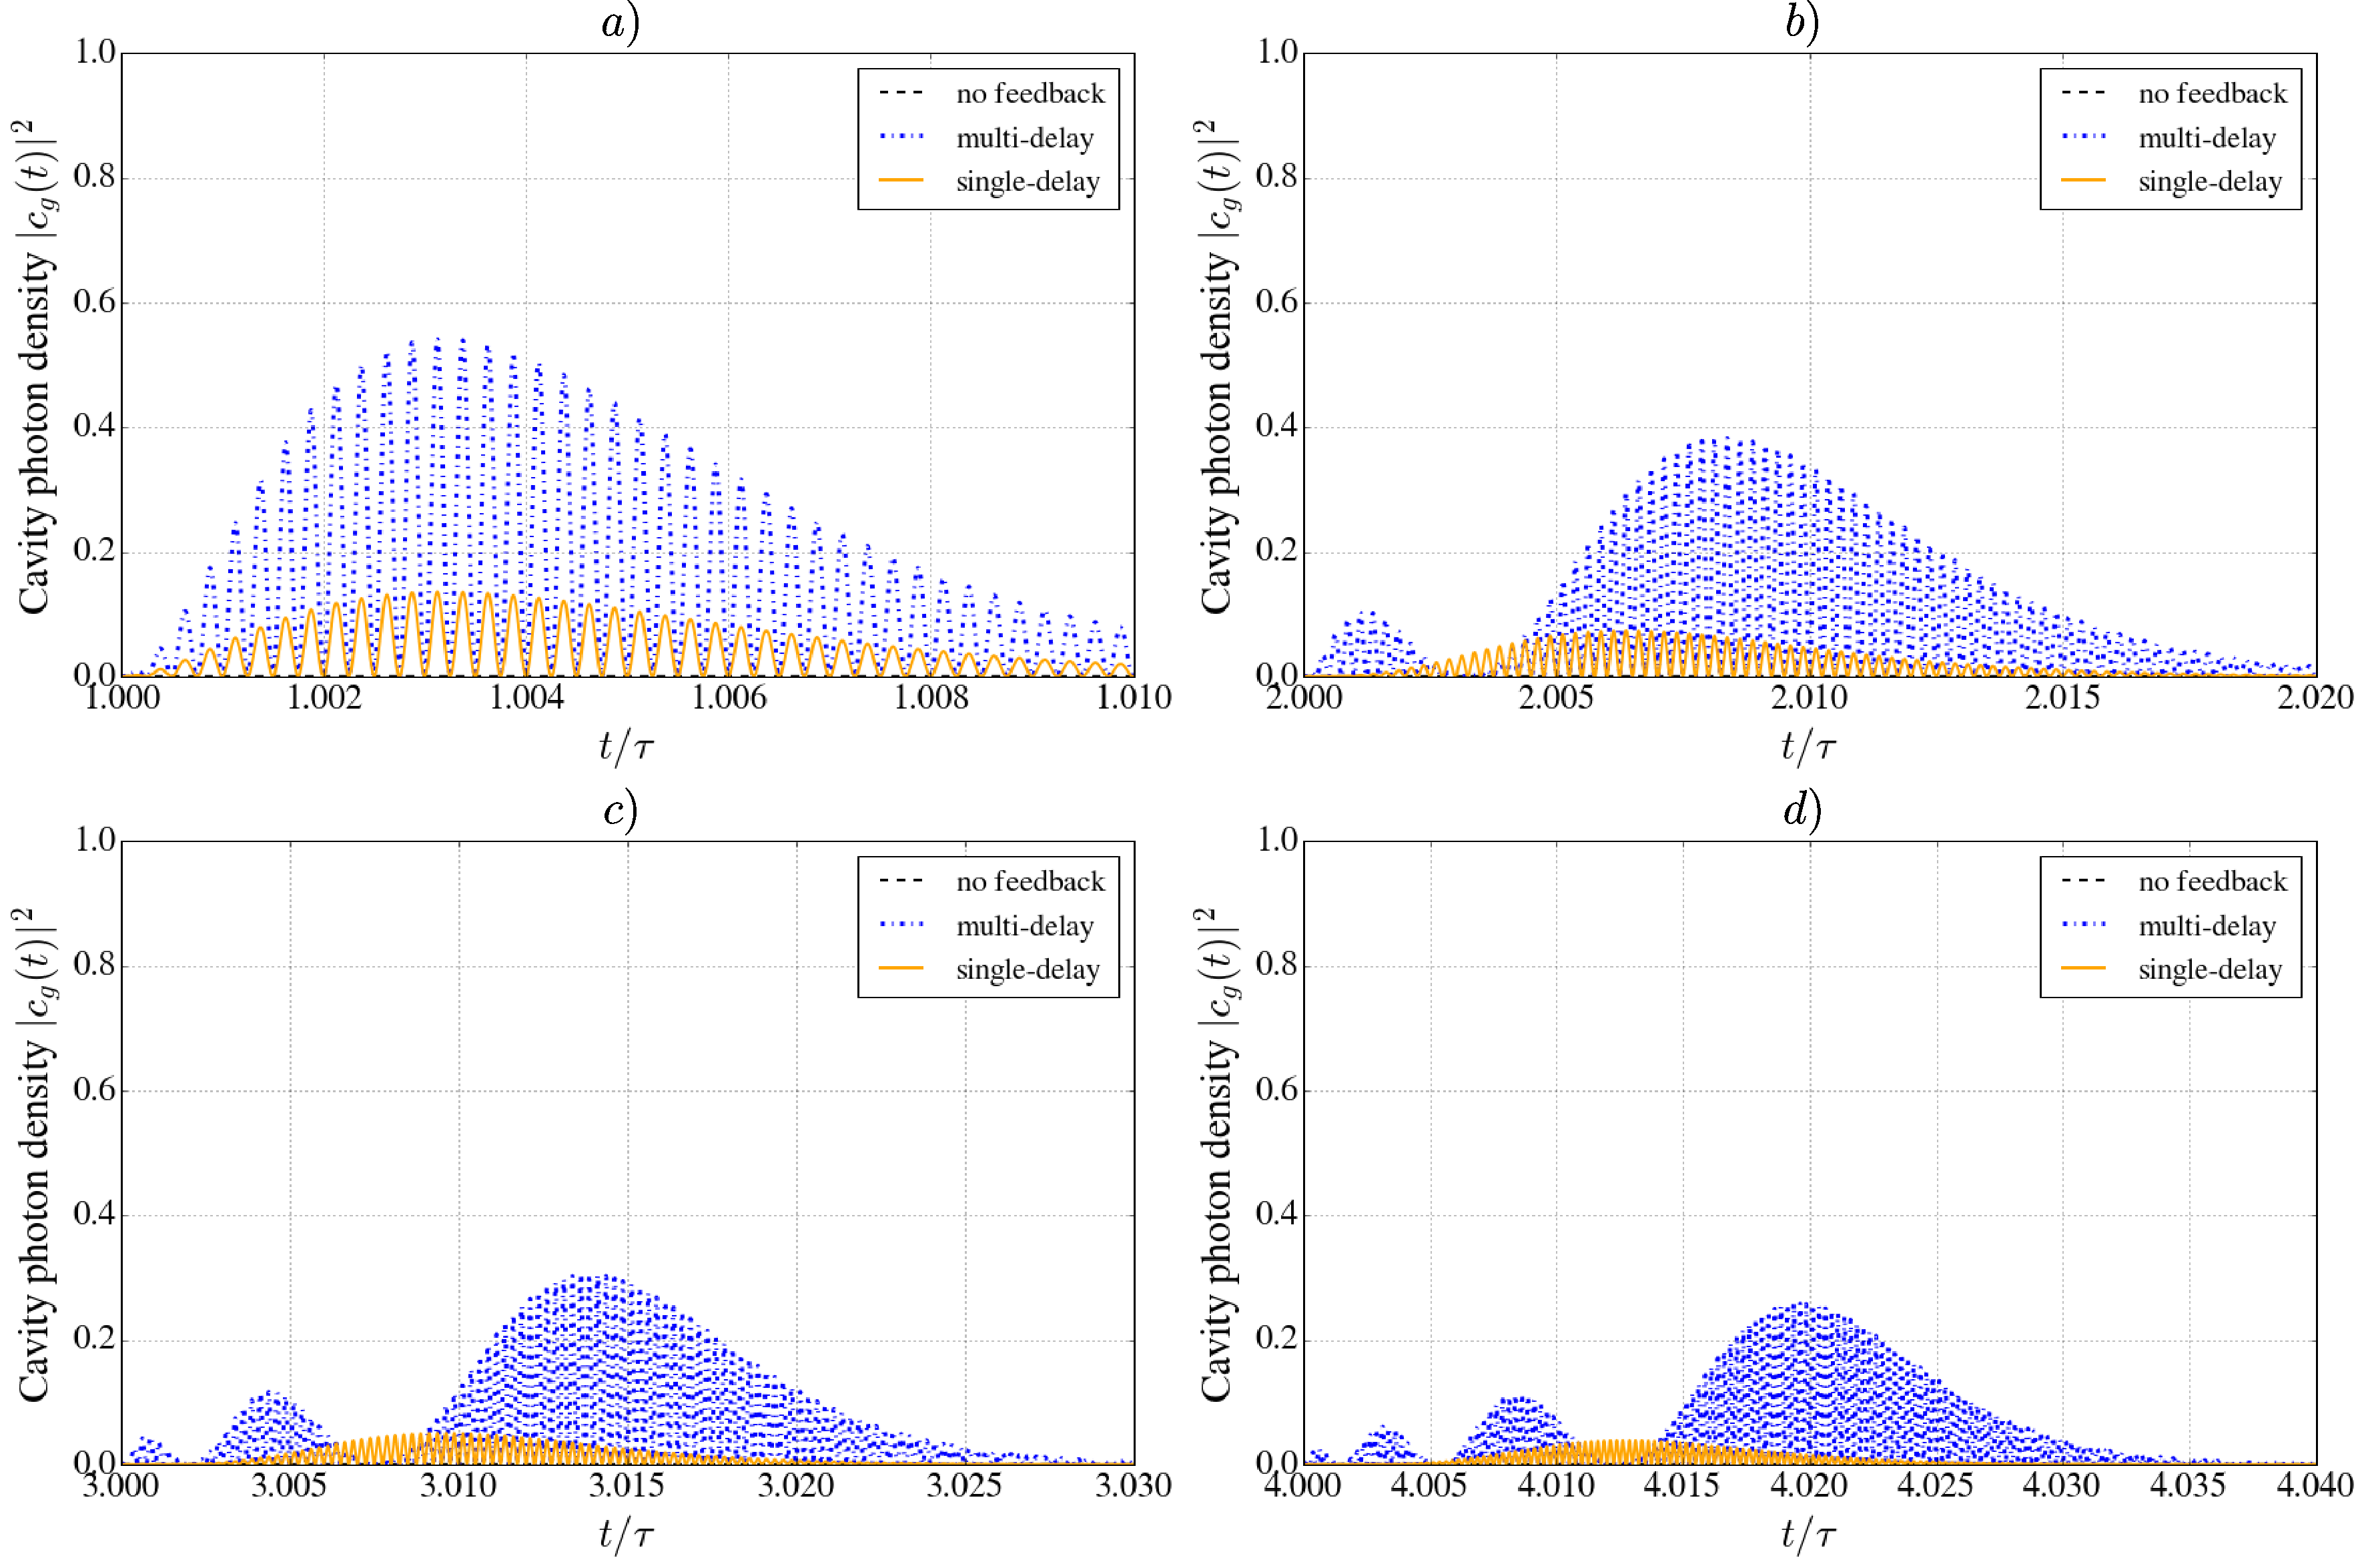 a)
Cavity photon density |c_g(t)|^2
1.0
0.8
0.6
0.4
0.2
0.0
no feedback
multi-delay
single-delay
1.000 1.002 1.004 1.006 1.008 1.010
t/τ
b)
Cavity photon density |c_g(t)|^2
1.0
0.8
0.6
0.4
0.2
0.0
no feedback
multi-delay
single-delay
2.000 2.005 2.010 2.015 2.020
t/τ
c)
Cavity photon density |c_g(t)|^2
1.0
0.8
0.6
0.4
0.2
0.0
no feedback
multi-delay
single-delay
3.000 3.005 3.010 3.015 3.020 3.025 3.030
t/τ
d)
Cavity photon density |c_g(t)|^2
1.0
0.8
0.6
0.4
0.2
0.0
no feedback
multi-delay
single-delay
4.000 4.005 4.010 4.015 4.020 4.025 4.030 4.035 4.040
t/τ